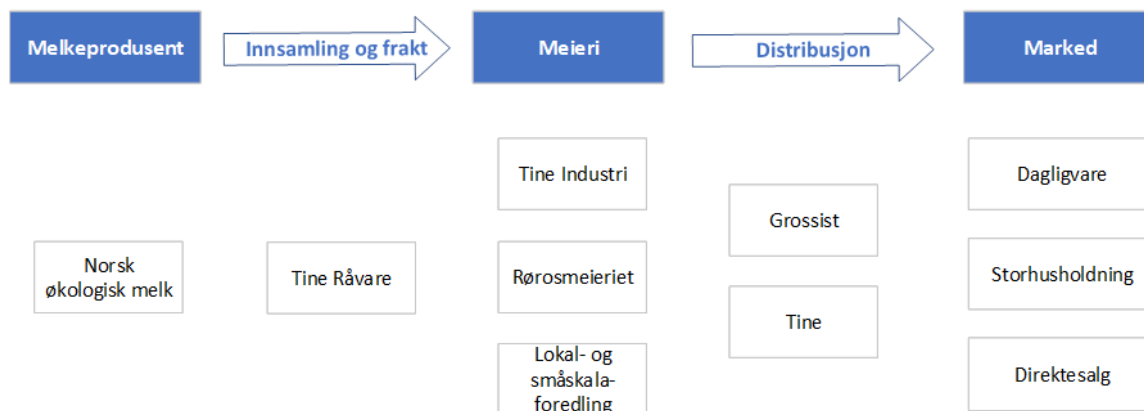 Melkeprodusent
Innsamling og frakt
Meieri
Distribusjon
Marked
Norsk
økologisk melk
Tine Råvare
Tine Industri
Rørosmeieriet
Lokal- og
småskala-
foredling
Grossist
Tine
Dagligvare
Storhusholdning
Direktesalg